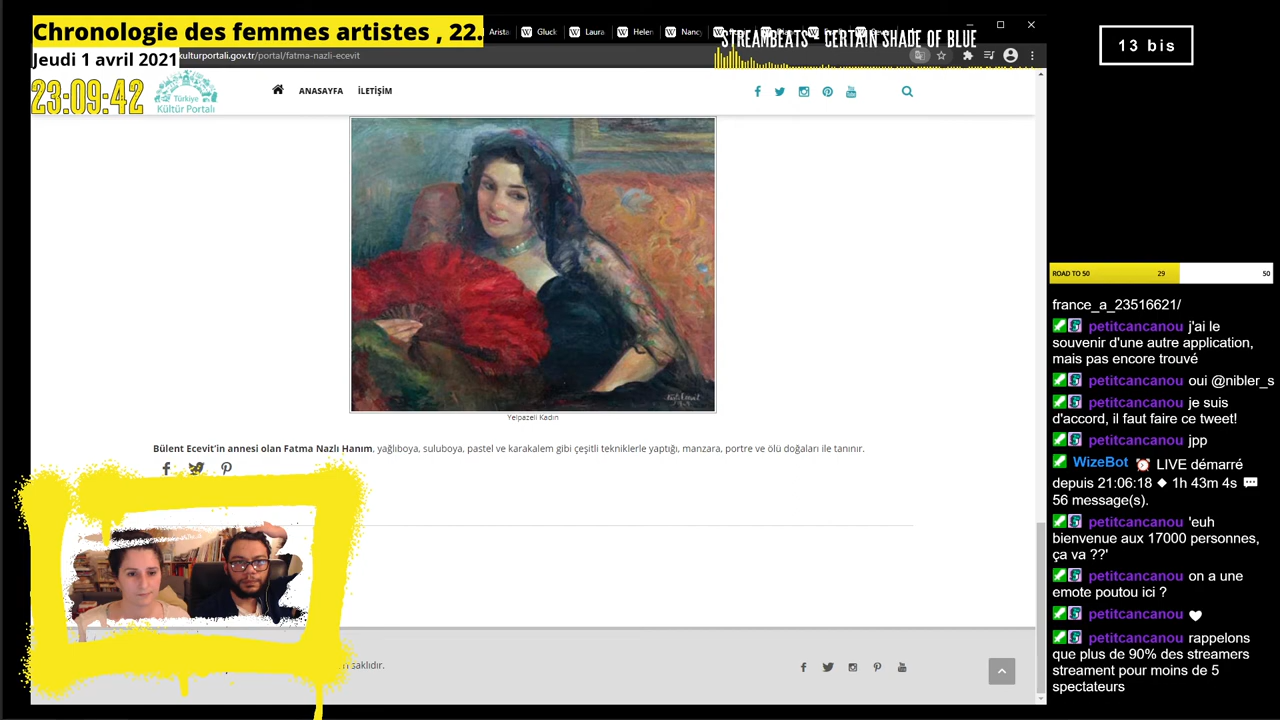 Chronologie des femmes artistes , 22.
Jeudi 1 avril 2021
23:09:42
Arista
Gluck
Laura
Helen
Nancy
STREAMBEATS - CERTAIN SHADE OF BLUE
kulturportali.gov.tr/portal/fatma-nazli-ecevit
Türkiye
Kültür Portalı
ANASAYFA
İLETİŞİM
Yelpazeli Kadın
Bülent Ecevit'in annesi olan Fatma Nazlı Hanım, yağlıboya, suluboya, pastel ve karakalem gibi çeşitli tekniklerle yaptığı, manzara, portre ve ölü doğaları ile tanınır.
saklıdır.
13 bis
ROAD TO 50 29 50
france_a_23516621/
petitcancanou j'ai le
souvenir d'une autre application,
mais pas encore trouvé
petitcancanou oui @nibler_s
petitcancanou je suis
d'accord, il faut faire ce tweet!
petitcancanou jpp
WizeBot ⏰ LIVE démarré
depuis 21:06:18 ◆ 1h 43m 4s 💬
56 message(s).
petitcancanou 'euh
bienvenue aux 17000 personnes,
ça va ??'
petitcancanou on a une
emote poutou ici ?
petitcancanou ♥
petitcancanou rappelons
que plus de 90% des streamers
streament pour moins de 5
spectateurs